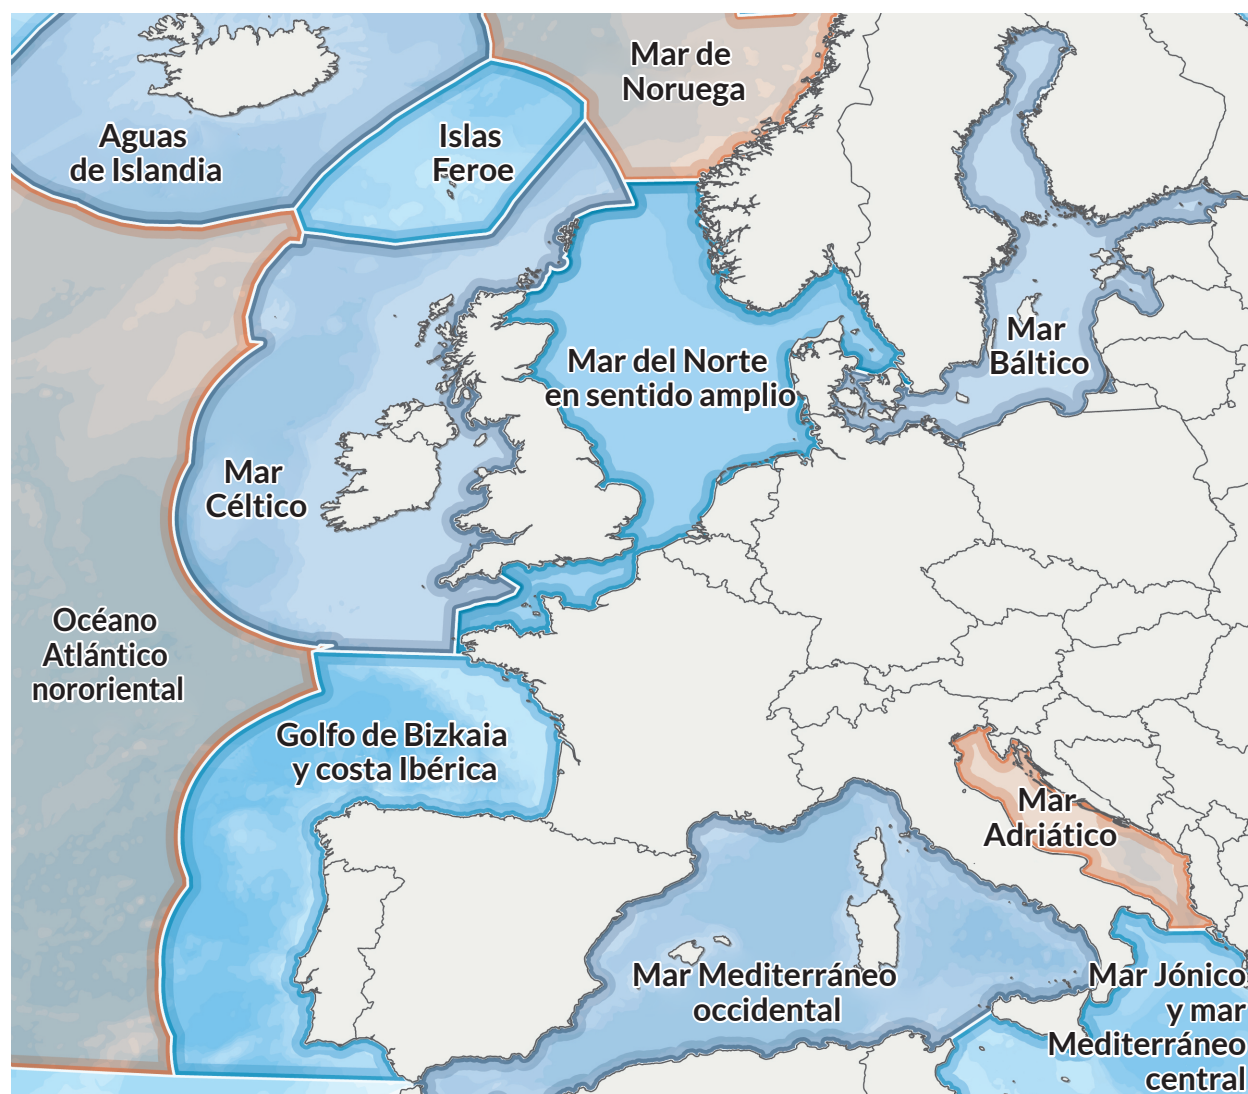 Mar de
Noruega
Aguas
de Islandia
Islas
Feroe
Mar
Báltico
Mar del Norte
en sentido amplio
Mar
Céltico
Océano
Atlántico
nororiental
Golfo de Bizkaia
y costa Ibérica
Mar
Adriático
Mar Mediterráneo
occidental
Mar Jónico
y mar
Mediterráneo
central